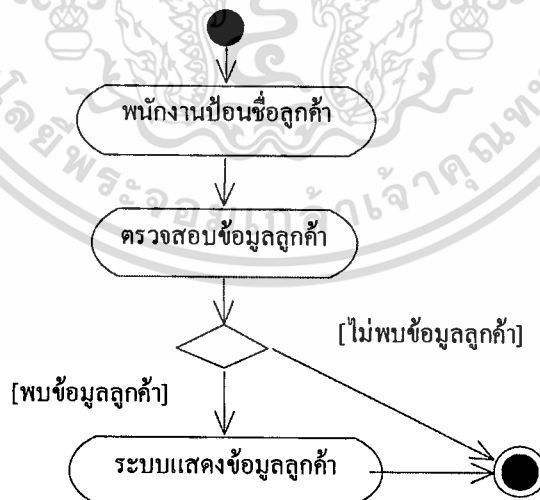 พนักงานป้อนชื่อลูกค้า
ตรวจสอบข้อมูลลูกค้า
[ไม่พบข้อมูลลูกค้า]
[พบข้อมูลลูกค้า]
ระบบแสดงข้อมูลลูกค้า